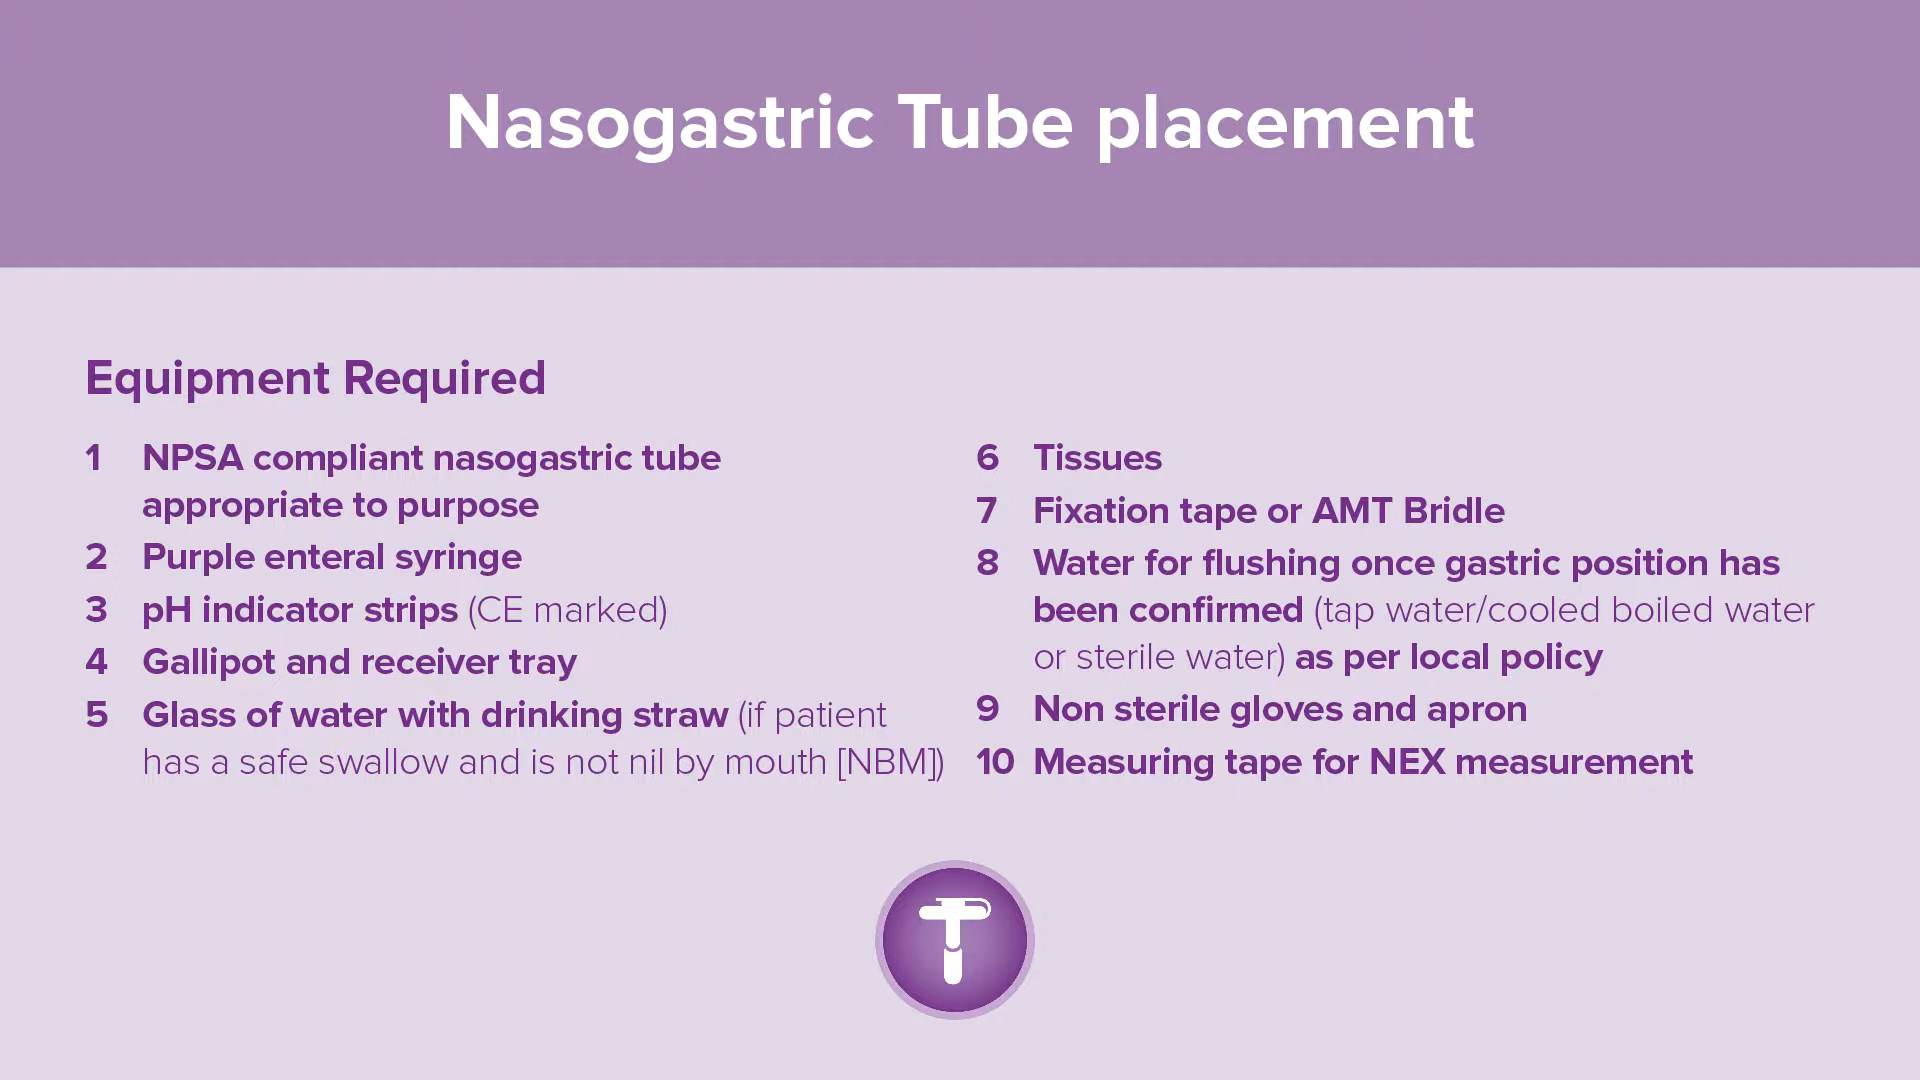 Nasogastric Tube placement
Equipment Required
1 NPSA compliant nasogastric tube
appropriate to purpose
2 Purple enteral syringe
3 pH indicator strips (CE marked)
4 Gallipot and receiver tray
5 Glass of water with drinking straw (if patient
has a safe swallow and is not nil by mouth [NBM])
6 Tissues
7 Fixation tape or AMT Bridle
8 Water for flushing once gastric position has
been confirmed (tap water/cooled boiled water
or sterile water) as per local policy
9 Non sterile gloves and apron
10 Measuring tape for NEX measurement